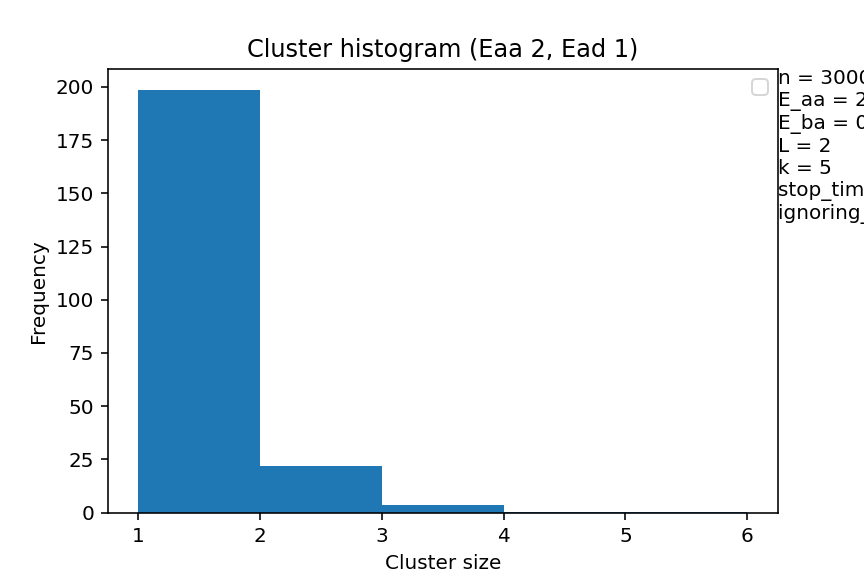 Cluster histogram (Eaa 2, Ead 1)
n = 3000
E_aa = 2
E_ba = 0
L = 2
k = 5
stop_tim
ignoring_
200
175
150
125
100
75
50
25
0
Frequency
1 2 3 4 5 6
Cluster size